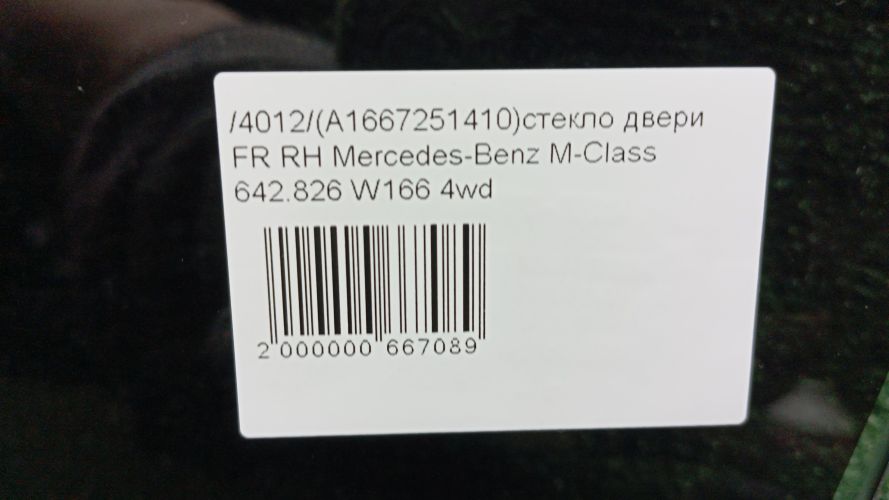 /4012/(A1667251410)стекло двери
FR RH Mercedes-Benz M-Class
642.826 W166 4wd
2 000000 667089